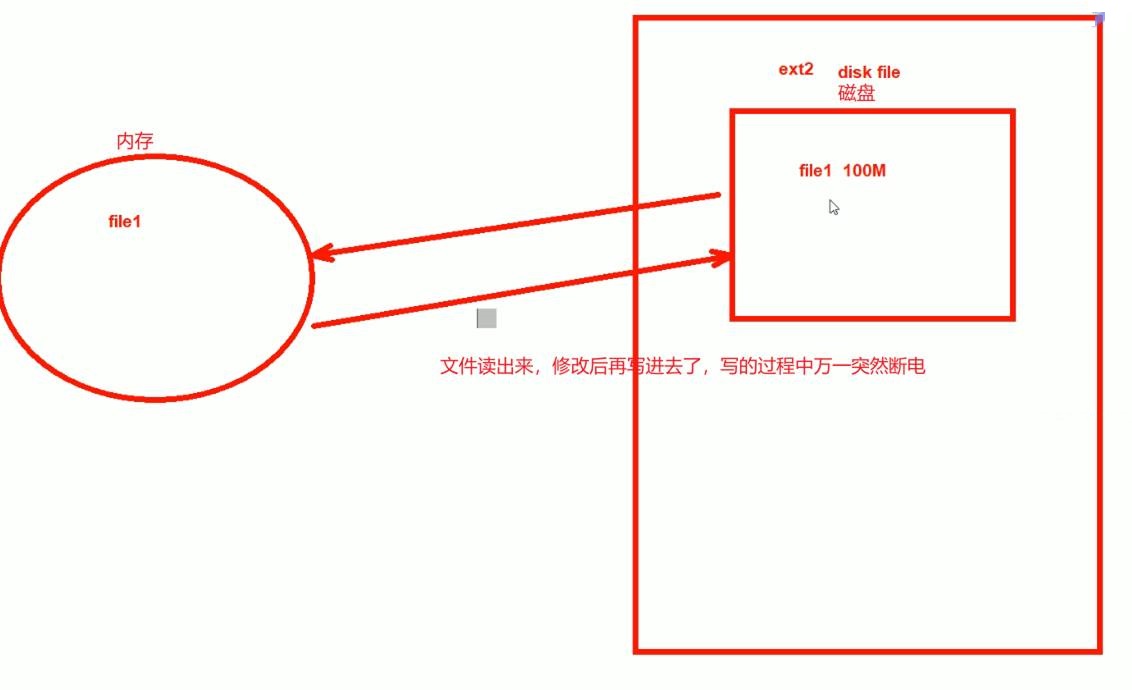 ext2 disk file
磁盘
内存
file1 100M
file1
文件读出来，修改后再写进去了，写的过程中万一突然断电